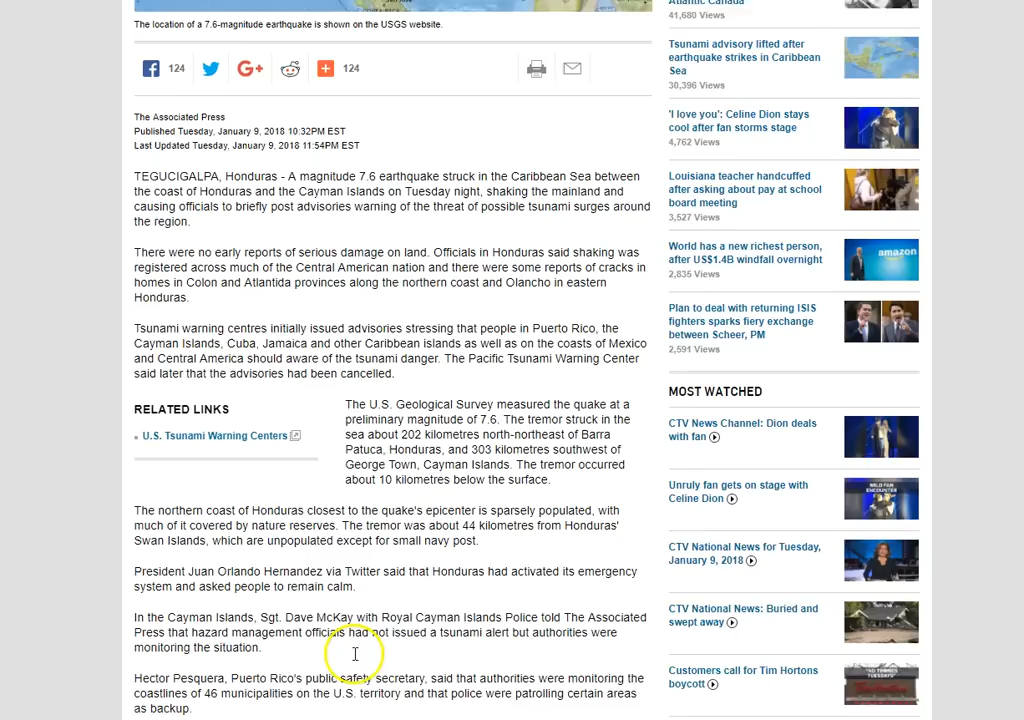 The location of a 7.6-magnitude earthquake is shown on the USGS website.
124
124
The Associated Press
Published Tuesday, January 9, 2018 10:32PM EST
Last Updated Tuesday, January 9, 2018 11:54PM EST
TEGUCIGALPA, Honduras - A magnitude 7.6 earthquake struck in the Caribbean Sea between
the coast of Honduras and the Cayman Islands on Tuesday night, shaking the mainland and
causing officials to briefly post advisories warning of the threat of possible tsunami surges around
the region.
There were no early reports of serious damage on land. Officials in Honduras said shaking was
registered across much of the Central American nation and there were some reports of cracks in
homes in Colon and Atlantida provinces along the northern coast and Olancho in eastern
Honduras.
Tsunami warning centres initially issued advisories stressing that people in Puerto Rico, the
Cayman Islands, Cuba, Jamaica and other Caribbean islands as well as on the coasts of Mexico
and Central America should aware of the tsunami danger. The Pacific Tsunami Warning Center
said later that the advisories had been cancelled.
RELATED LINKS
U.S. Tsunami Warning Centers
The U.S. Geological Survey measured the quake at a
preliminary magnitude of 7.6. The tremor struck in the
sea about 202 kilometres north-northeast of Barra
Patuca, Honduras, and 303 kilometres southwest of
George Town, Cayman Islands. The tremor occurred
about 10 kilometres below the surface.
The northern coast of Honduras closest to the quake's epicenter is sparsely populated, with
much of it covered by nature reserves. The tremor was about 44 kilometres from Honduras'
Swan Islands, which are unpopulated except for small navy post.
President Juan Orlando Hernandez via Twitter said that Honduras had activated its emergency
system and asked people to remain calm.
In the Cayman Islands, Sgt. Dave McKay with Royal Cayman Islands Police told The Associated
Press that hazard management officials had not issued a tsunami alert but authorities were
monitoring the situation.
Hector Pesquera, Puerto Rico's public safety secretary, said that authorities were monitoring the
coastlines of 46 municipalities on the U.S. territory and that police were patrolling certain areas
as backup.
Atlantic Canada
41,680 Views
Tsunami advisory lifted after
earthquake strikes in Caribbean
Sea
30,396 Views
'I love you': Celine Dion stays
cool after fan storms stage
4,762 Views
Louisiana teacher handcuffed
after asking about pay at school
board meeting
3,527 Views
World has a new richest person,
after US$1.4B windfall overnight
2,835 Views
amazon
Plan to deal with returning ISIS
fighters sparks fiery exchange
between Scheer, PM
2,591 Views
MOST WATCHED
CTV News Channel: Dion deals
with fan
Unruly fan gets on stage with
Celine Dion
WILD FAN
ENCOUNTER
CTV National News for Tuesday,
January 9, 2018
CTV National News: Buried and
swept away
Customers call for Tim Hortons
boycott